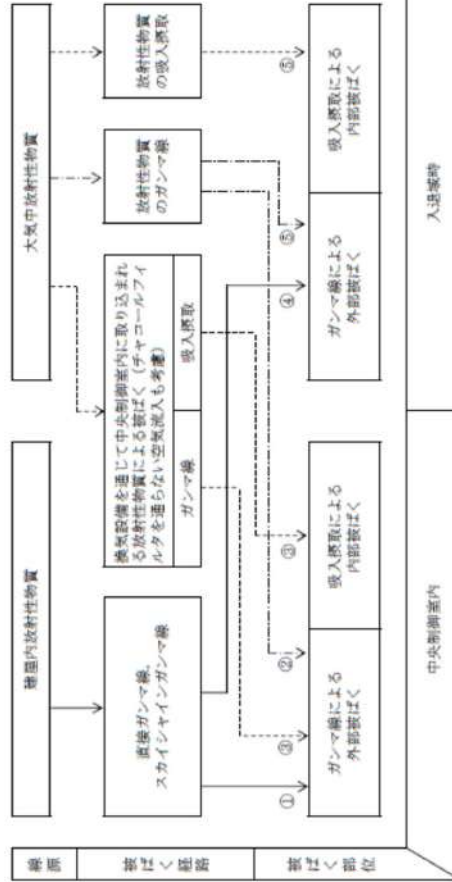 線源
建屋内放射性物質
大気中放射性物質
被ばく経路
直接ガンマ線,
スカイシャインガンマ線
換気設備を通じて中央制御室内に取り込まれ
る放射性物質による被ばく(チャコールフィ
ルタを通らない空気流入も考慮)
ガンマ線
吸入摂取
放射性物質
のガンマ線
放射性物質
の吸入摂取
①
③
②
③
④
⑤
⑤
被ばく部位
ガンマ線による
外部被ばく
吸入摂取による
内部被ばく
ガンマ線による
外部被ばく
吸入摂取による
内部被ばく
中央制御室内
入退域時